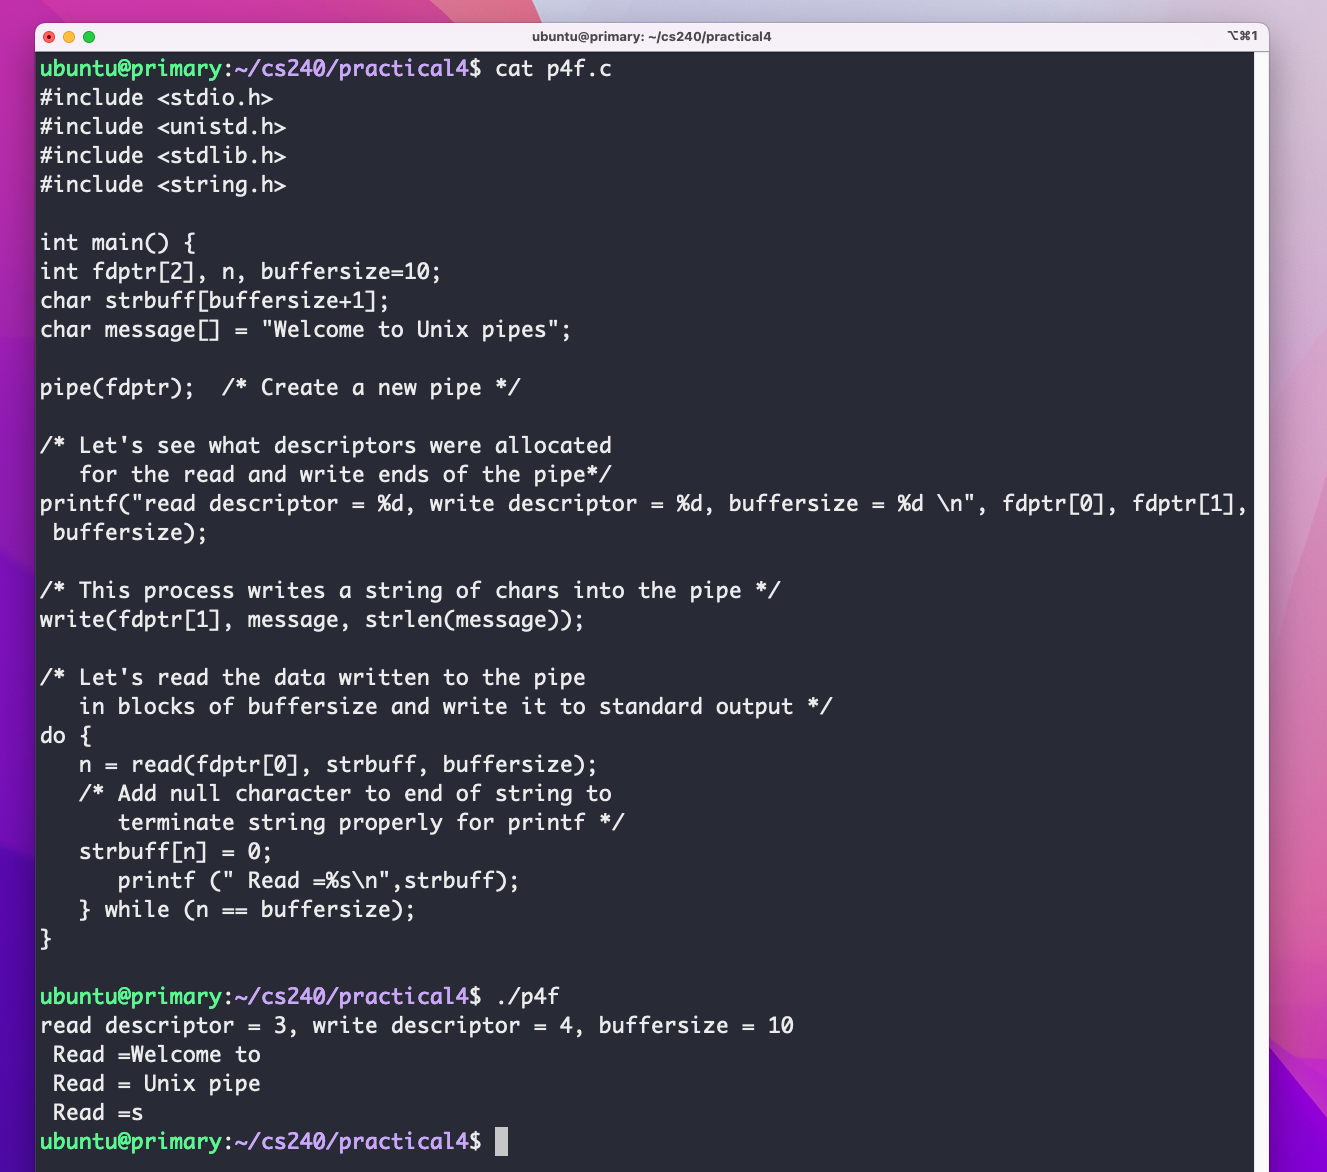 ubuntu@primary: ~/cs240/practical4
⌥⌘1
ubuntu@primary:~/cs240/practical4$ cat p4f.c
#include <stdio.h>
#include <unistd.h>
#include <stdlib.h>
#include <string.h>

int main() {
int fdptr[2], n, buffersize=10;
char strbuff[buffersize+1];
char message[] = "Welcome to Unix pipes";

pipe(fdptr);  /* Create a new pipe */

/* Let's see what descriptors were allocated
   for the read and write ends of the pipe*/
printf("read descriptor = %d, write descriptor = %d, buffersize = %d \n", fdptr[0], fdptr[1],
 buffersize);

/* This process writes a string of chars into the pipe */
write(fdptr[1], message, strlen(message));

/* Let's read the data written to the pipe
   in blocks of buffersize and write it to standard output */
do {
   n = read(fdptr[0], strbuff, buffersize);
   /* Add null character to end of string to
      terminate string properly for printf */
   strbuff[n] = 0;
      printf (" Read =%s\n",strbuff);
   } while (n == buffersize);
}

ubuntu@primary:~/cs240/practical4$ ./p4f
read descriptor = 3, write descriptor = 4, buffersize = 10
 Read =Welcome to
 Read = Unix pipe
 Read =s
ubuntu@primary:~/cs240/practical4$